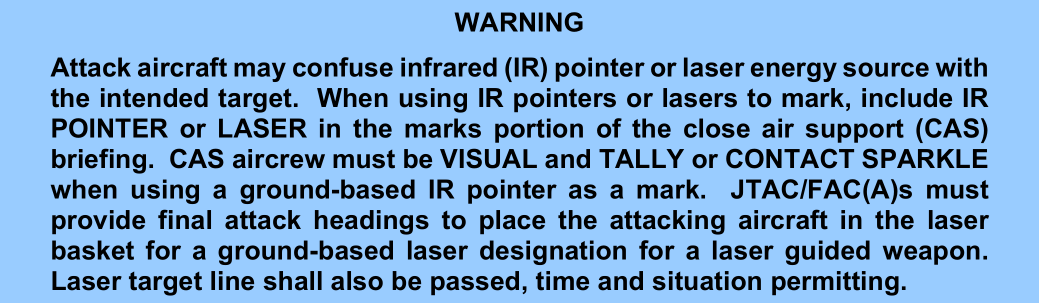 WARNING
Attack aircraft may confuse infrared (IR) pointer or laser energy source with
the intended target.  When using IR pointers or lasers to mark, include IR
POINTER or LASER in the marks portion of the close air support (CAS)
briefing.  CAS aircrew must be VISUAL and TALLY or CONTACT SPARKLE
when using a ground-based IR pointer as a mark.  JTAC/FAC(A)s must
provide final attack headings to place the attacking aircraft in the laser
basket for a ground-based laser designation for a laser guided weapon.
Laser target line shall also be passed, time and situation permitting.